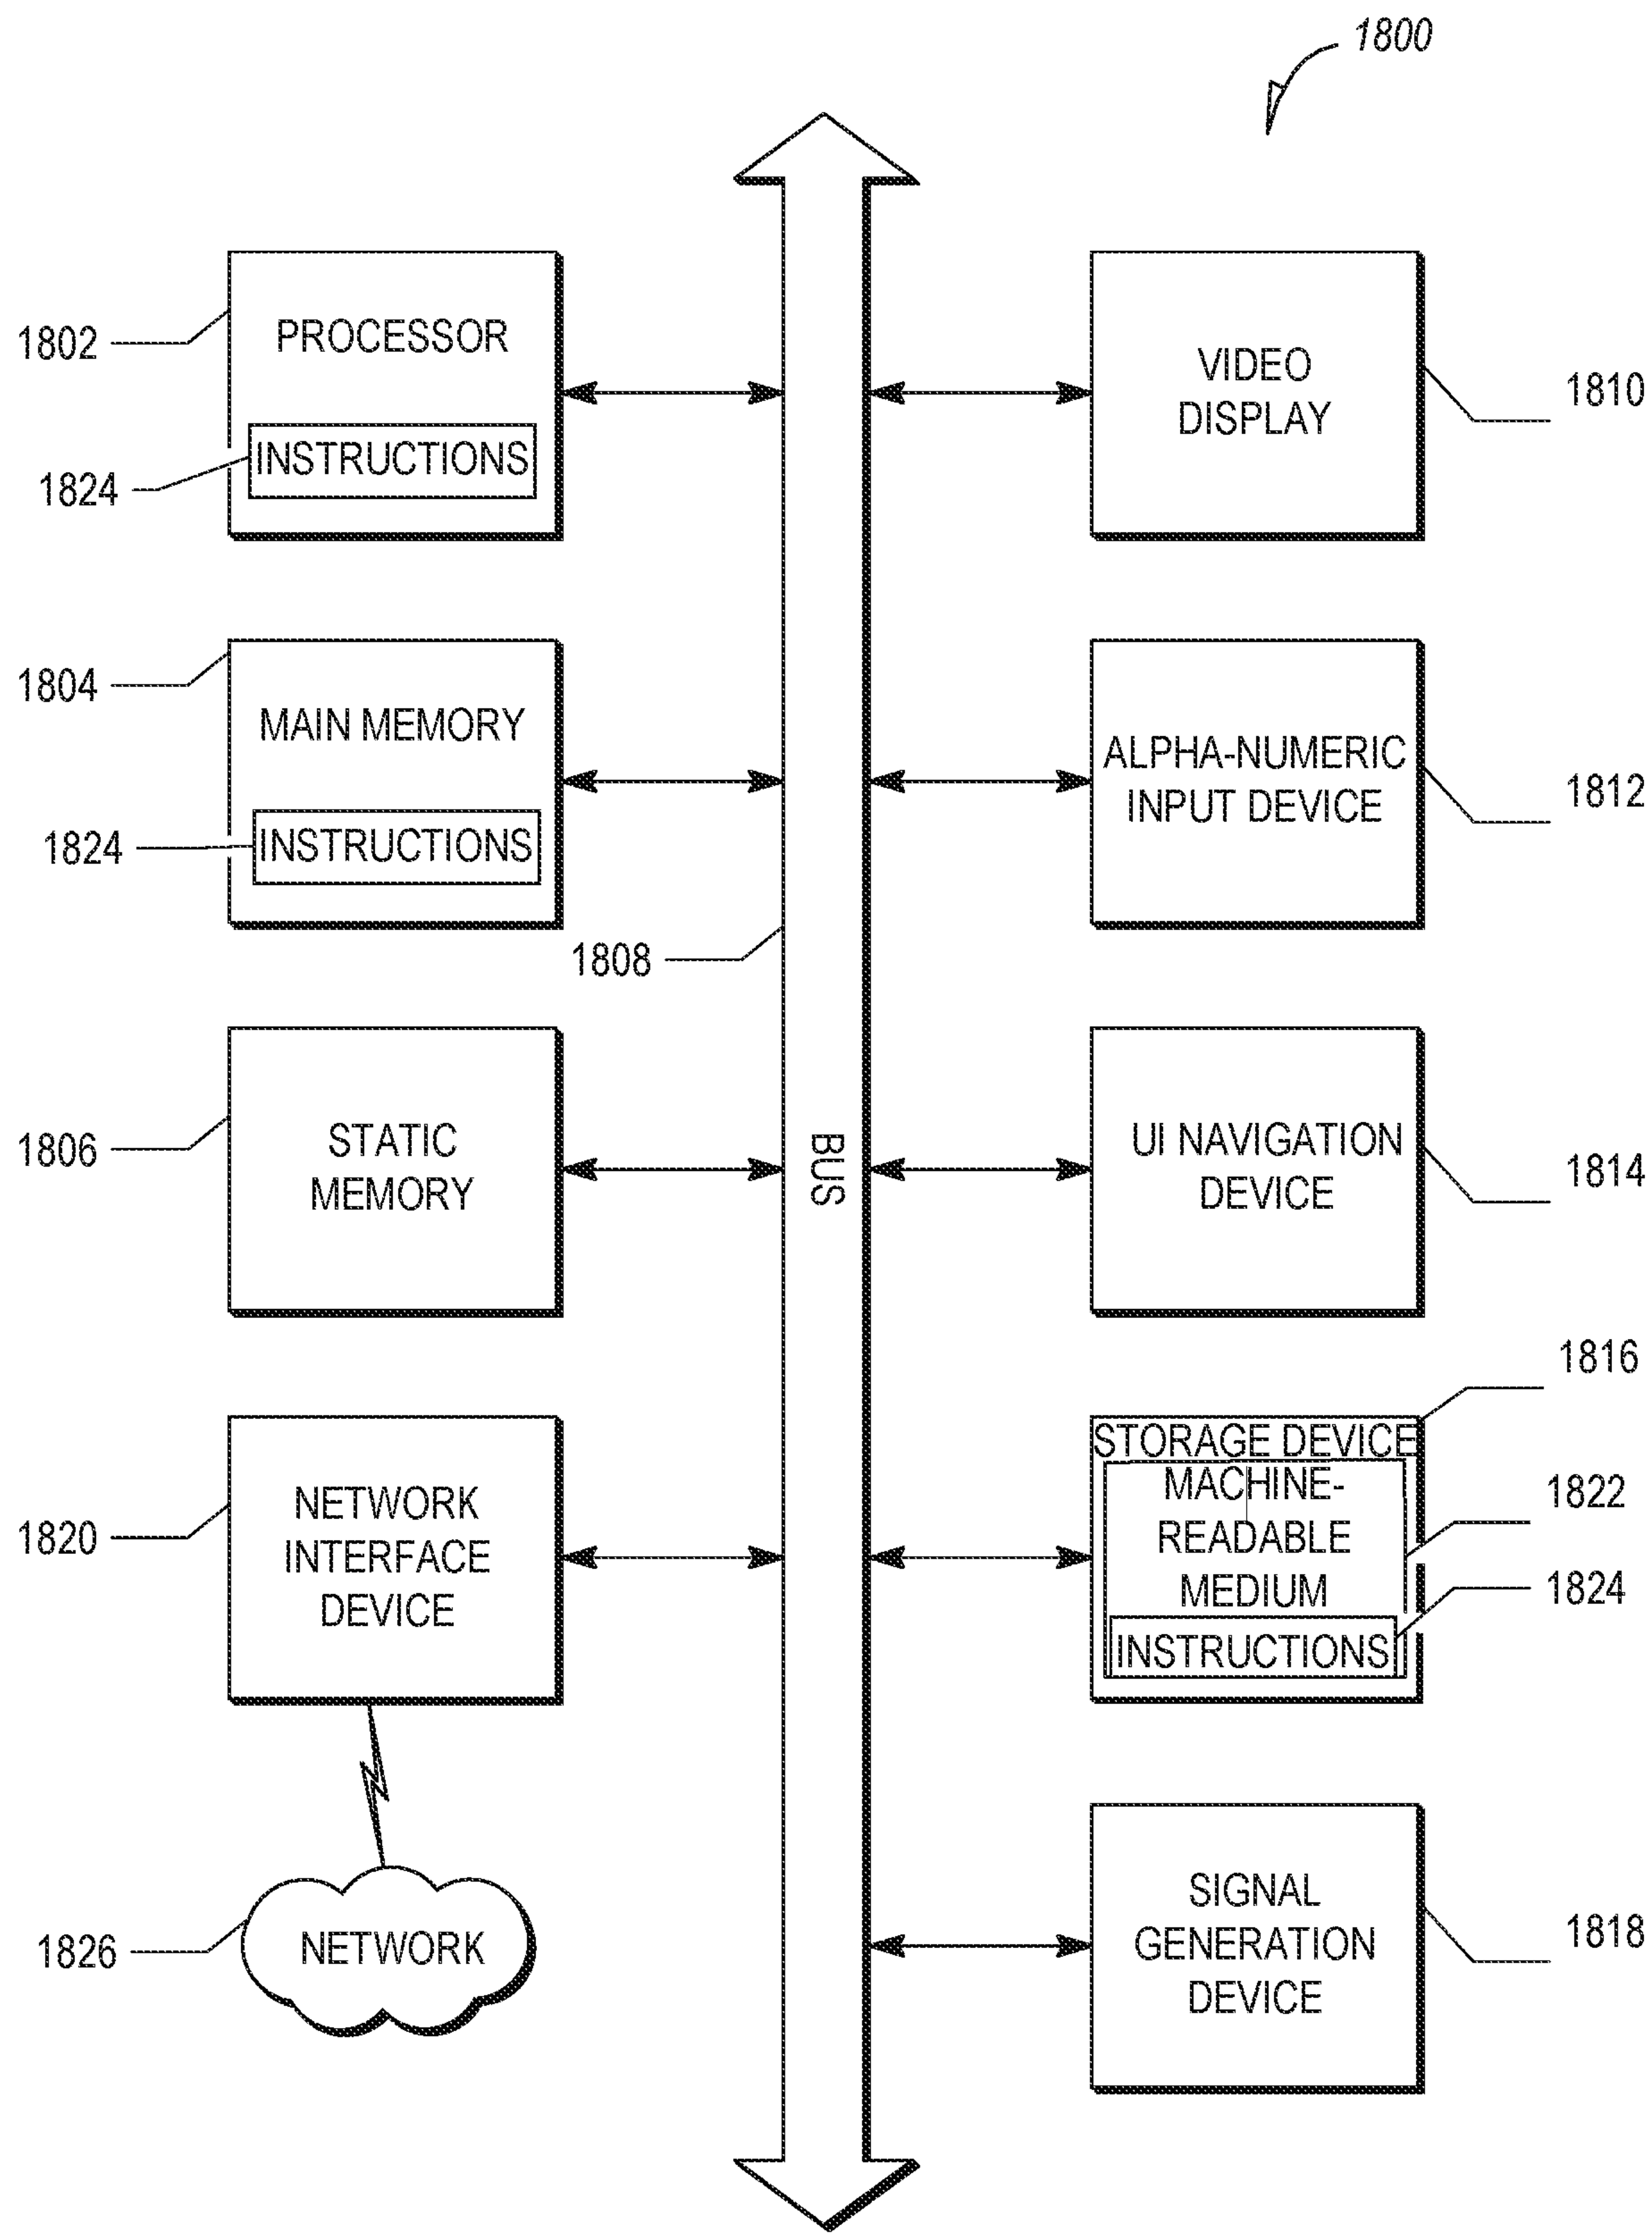 1800
1802
PROCESSOR
1824
INSTRUCTIONS
VIDEO
DISPLAY
1810
1804
MAIN MEMORY
1824
INSTRUCTIONS
ALPHA-NUMERIC
INPUT DEVICE
1812
1808
1806
STATIC
MEMORY
BUS
UI NAVIGATION
DEVICE
1814
1820
NETWORK
INTERFACE
DEVICE
1816
STORAGE DEVICE
MACHINE-
READABLE
MEDIUM
1822
INSTRUCTIONS
1824
1826
NETWORK
SIGNAL
GENERATION
DEVICE
1818